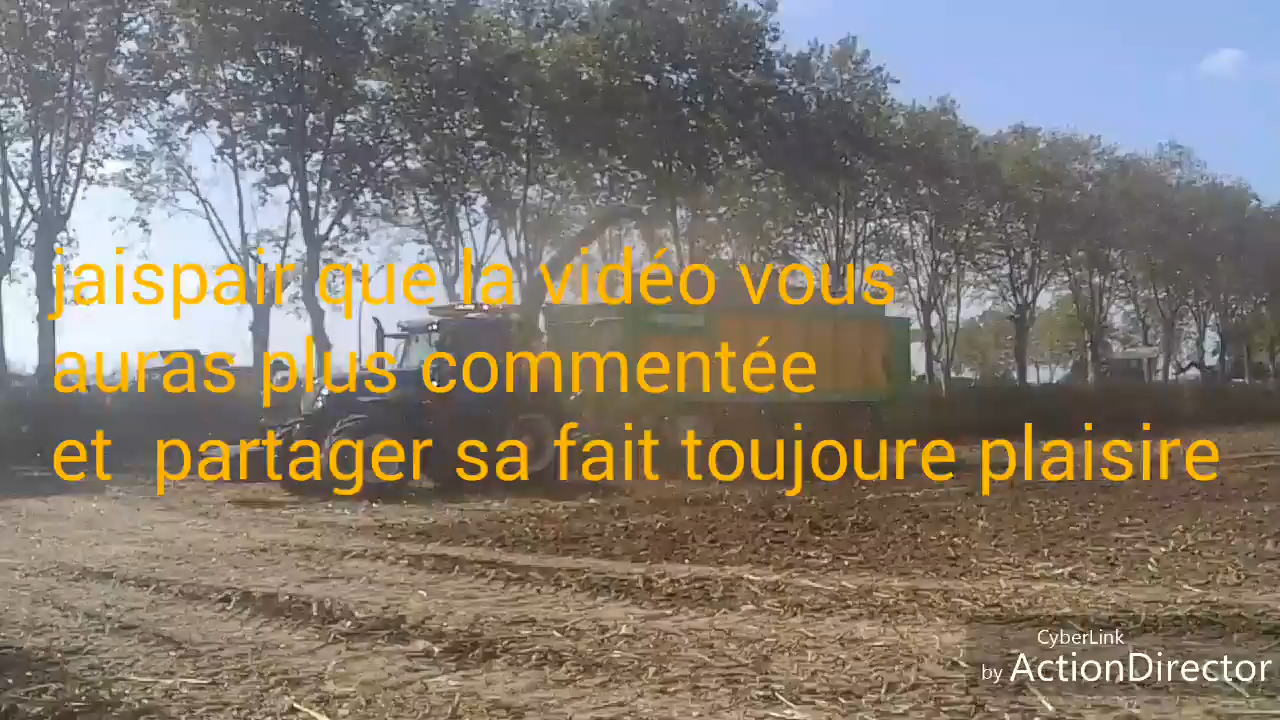 jaispair que la vidéo vous
auras plus commentée
et partager sa fait toujoure plaisire
CyberLink
by ActionDirector